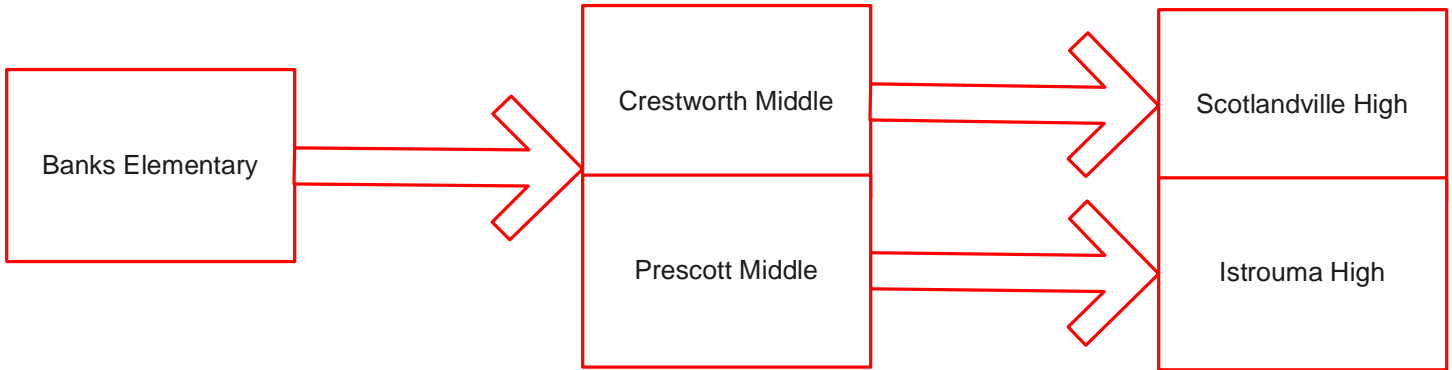 Banks Elementary
Crestworth Middle
Prescott Middle
Scotlandville High
Istrouma High